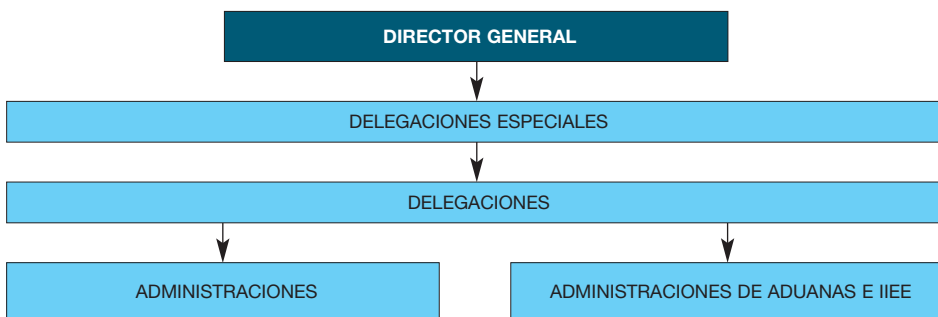 DIRECTOR GENERAL
DELEGACIONES ESPECIALES
DELEGACIONES
ADMINISTRACIONES
ADMINISTRACIONES DE ADUANAS E IIEE